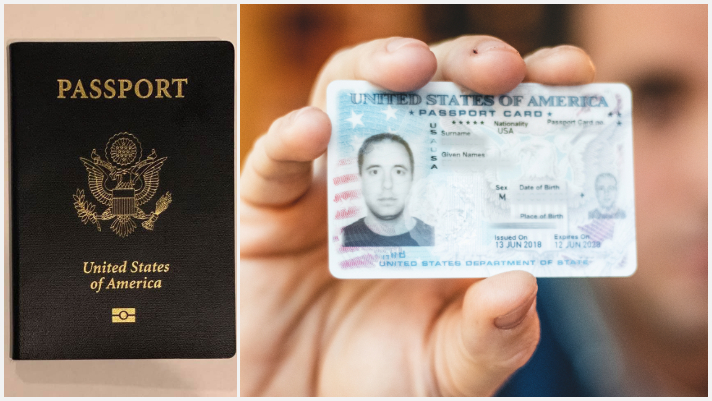 PASSPORT
United States
of America
UNITED STATES OF AMERICA
PASSPORT CARD
USA
USA
Nationality
USA
Passport Card no.
Surname
Given Names
Sex
M
Date of Birth
Place of Birth
Issued On
13 JUN 2018
Expires On
12 JUN 2028
UNITED STATES DEPARTMENT OF STATE